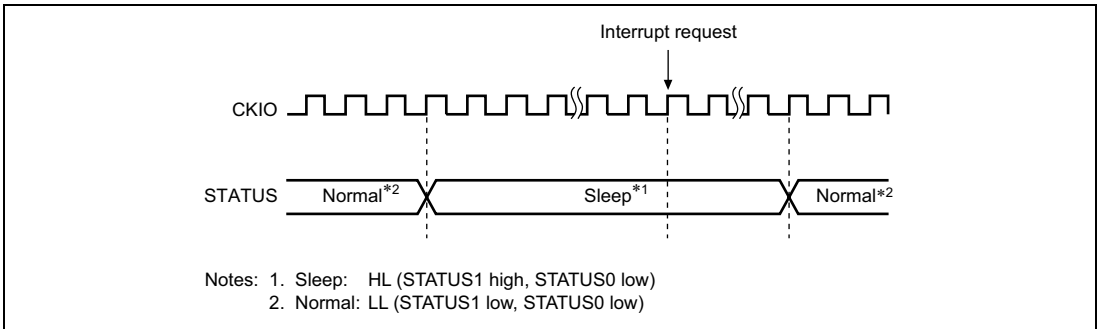 Interrupt request
CKIO
STATUS Normal*2 Sleep*1 Normal*2
Notes: 1. Sleep: HL (STATUS1 high, STATUS0 low)
2. Normal: LL (STATUS1 low, STATUS0 low)